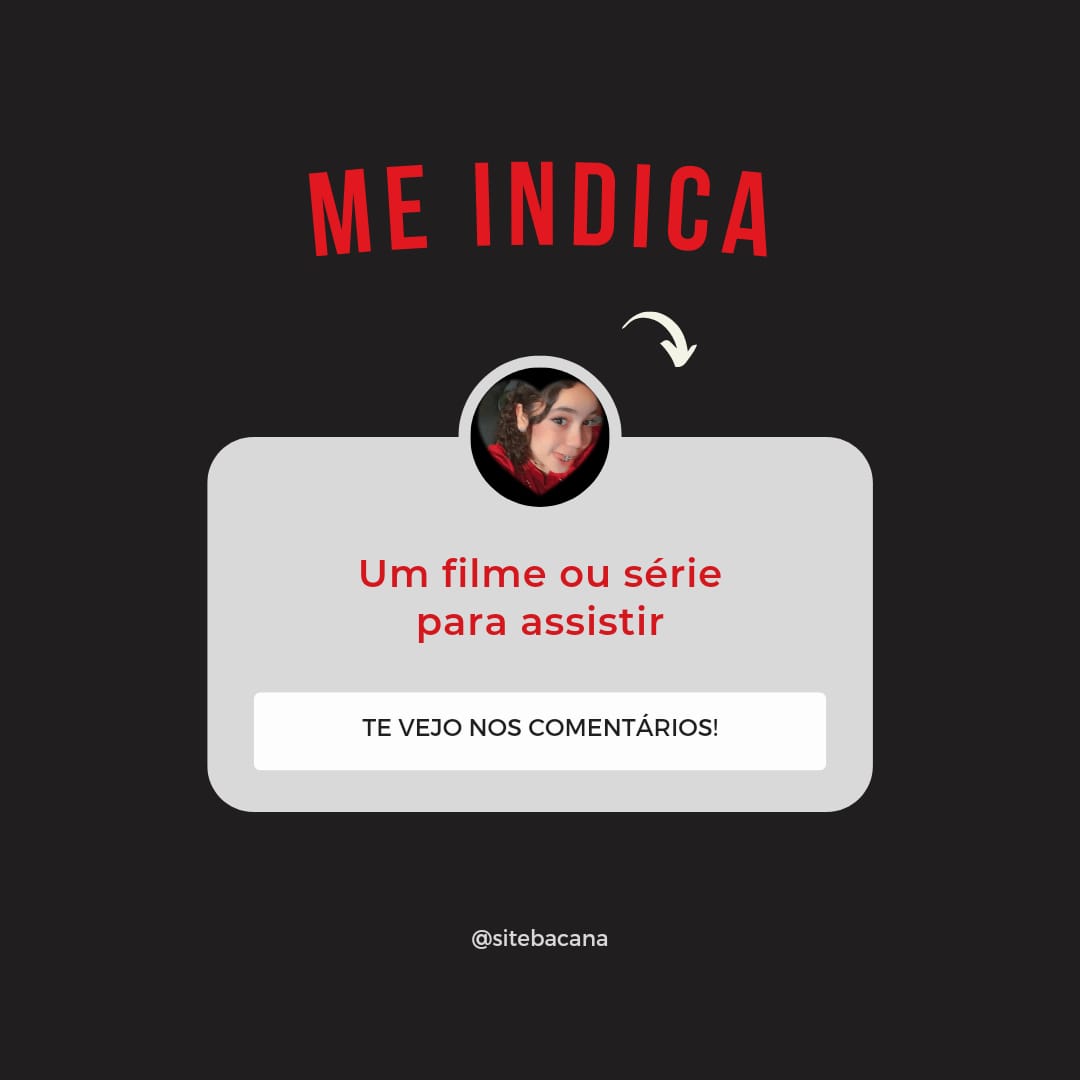 ME INDICA
Um filme ou série
para assistir
TE VEJO NOS COMENTÁRIOS!
@sitebacana